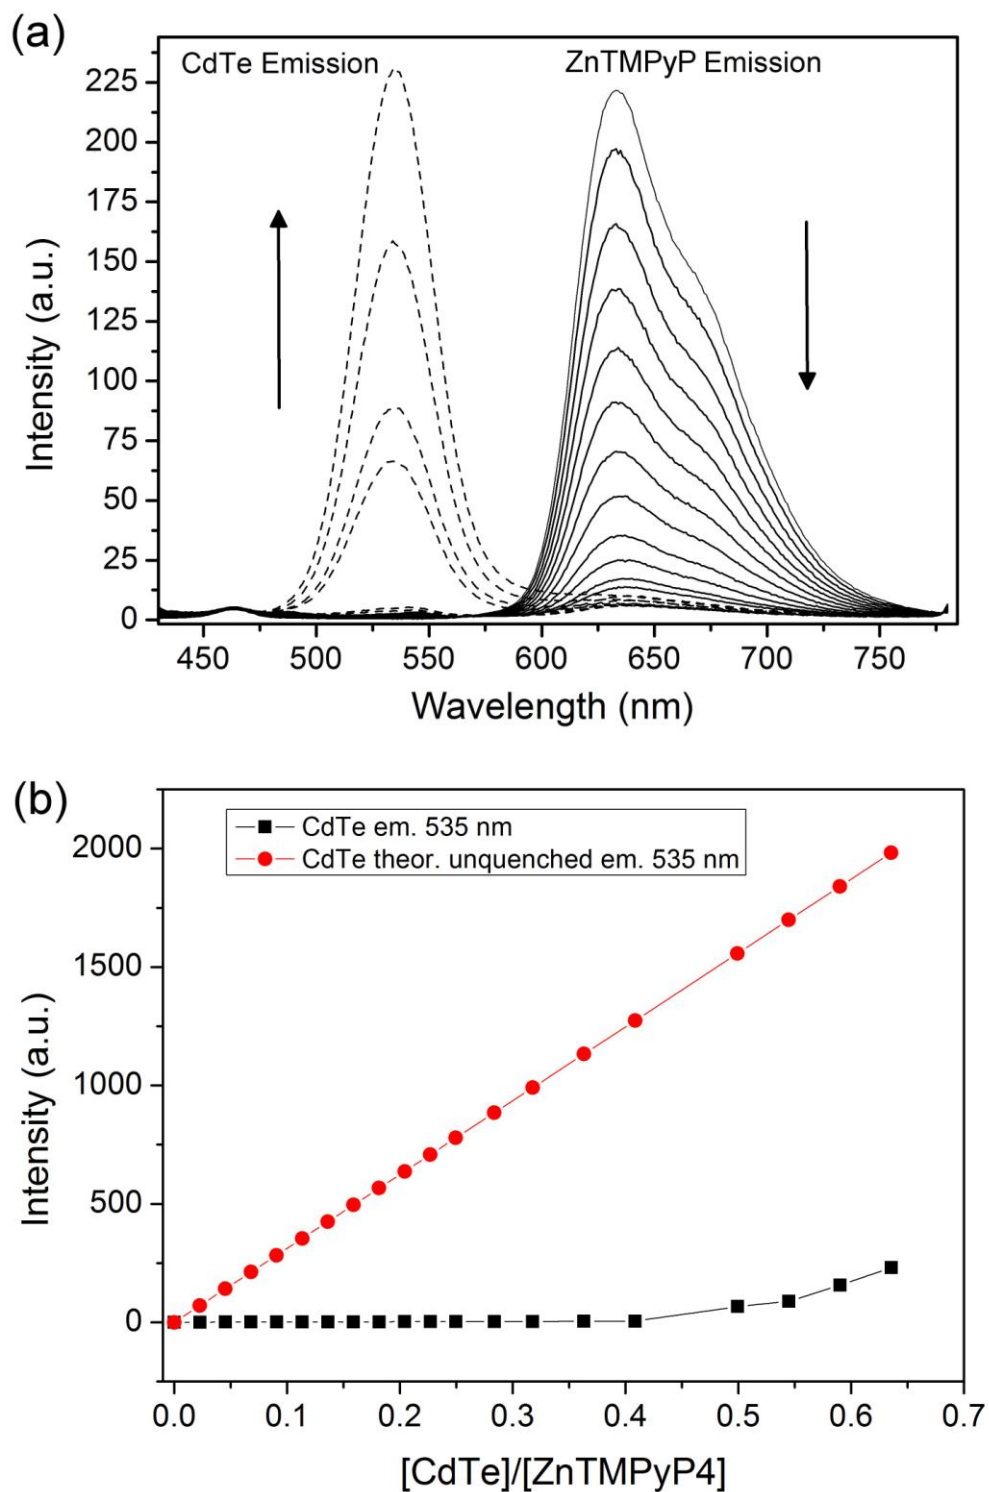 (a)
CdTe Emission
ZnTMPyP Emission
225
200
175
150
125
100
75
50
25
0
Intensity (a.u.)
450 500 550 600 650 700 750
Wavelength (nm)
(b)
CdTe em. 535 nm
CdTe theor. unquenched em. 535 nm
2000
1500
1000
500
0
Intensity (a.u.)
0.0 0.1 0.2 0.3 0.4 0.5 0.6 0.7
[CdTe]/[ZnTMPyP4]